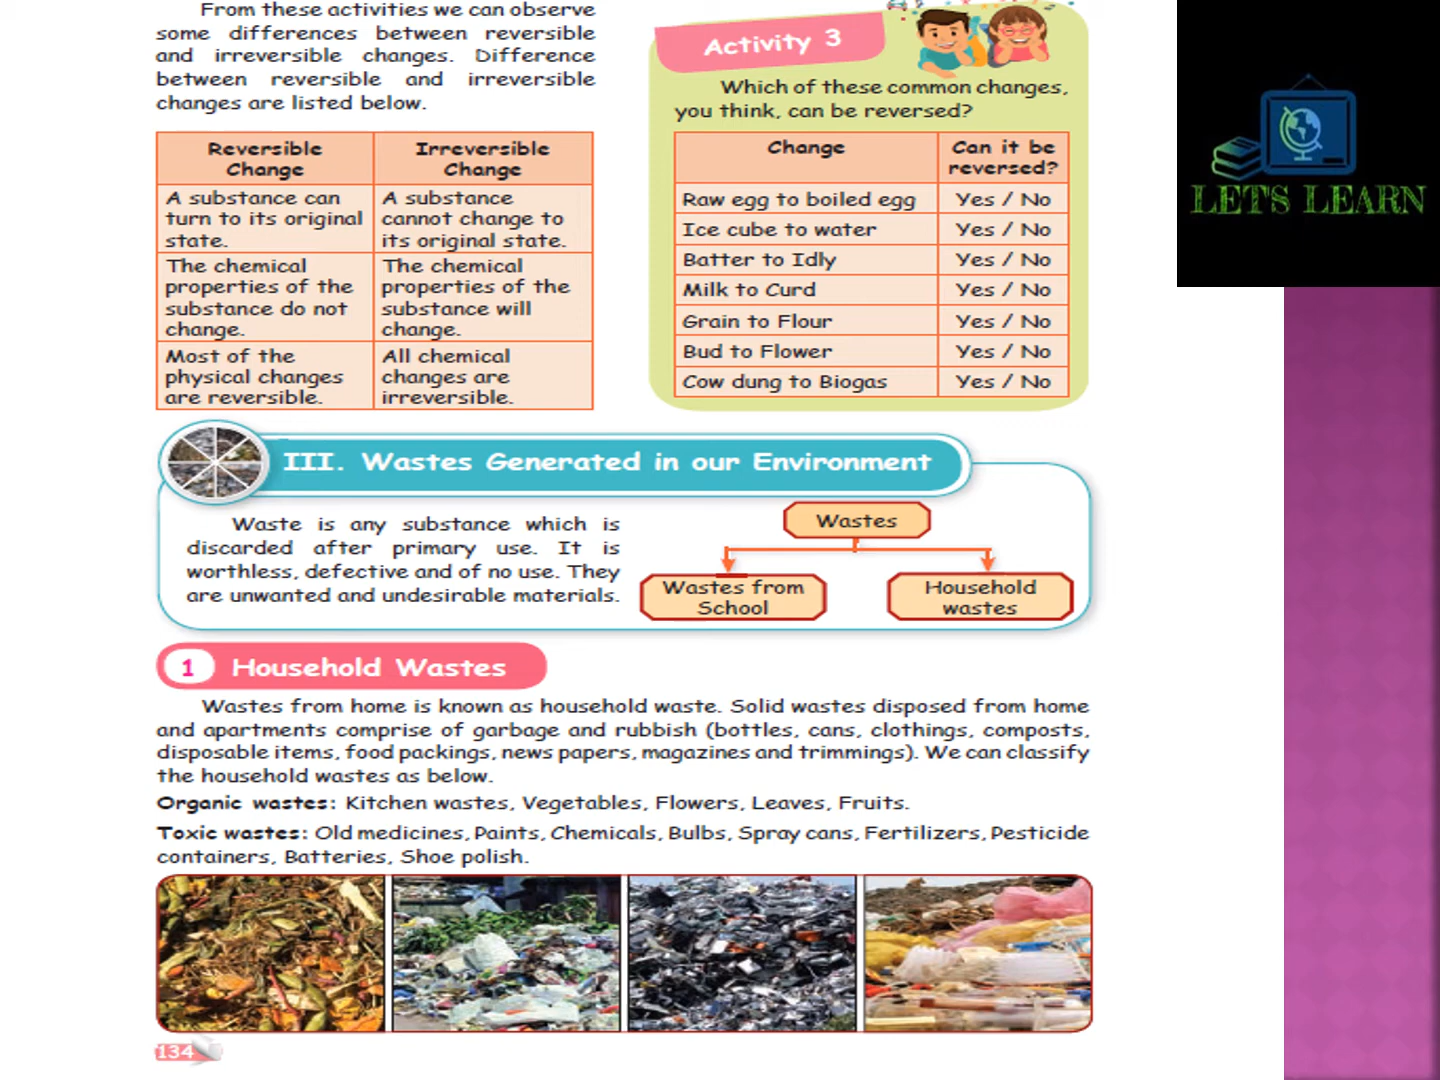 From these activities we can observe
some differences between reversible
and irreversible changes. Difference
between reversible and irreversible
changes are listed below.
Reversible Change
Irreversible Change
A substance can
turn to its original
state.
A substance
cannot change to
its original state.
The chemical
properties of the
substance do not
change.
The chemical
properties of the
substance will
change.
Most of the
physical changes
are reversible.
All chemical
changes are
irreversible.
Activity 3
Which of these common changes,
you think, can be reversed?
Change
Can it be
reversed?
Raw egg to boiled egg Yes / No
Ice cube to water Yes / No
Batter to Idly Yes / No
Milk to Curd Yes / No
Grain to Flour Yes / No
Bud to Flower Yes / No
Cow dung to Biogas Yes / No
LET'S LEARN
III. Wastes Generated in our Environment
Waste is any substance which is
discarded after primary use. It is
worthless, defective and of no use. They
are unwanted and undesirable materials.
Wastes
Wastes from
School
Household
wastes
1 Household Wastes
Wastes from home is known as household waste. Solid wastes disposed from home
and apartments comprise of garbage and rubbish (bottles, cans, clothings, composts,
disposable items, food packings, news papers, magazines and trimmings). We can classify
the household wastes as below.
Organic wastes: Kitchen wastes, Vegetables, Flowers, Leaves, Fruits.
Toxic wastes: Old medicines, Paints, Chemicals, Bulbs, Spray cans, Fertilizers, Pesticide
containers, Batteries, Shoe polish.
134